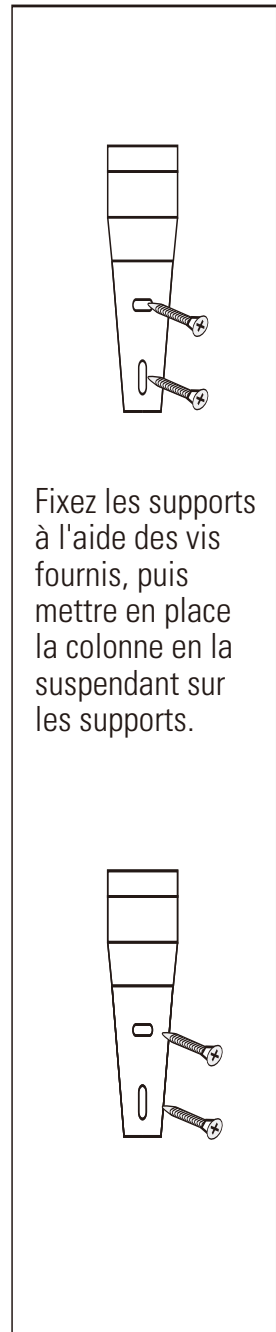 Fixez les supports
à l'aide des vis
fournis, puis
mettre en place
la colonne en la
suspendant sur
les supports.